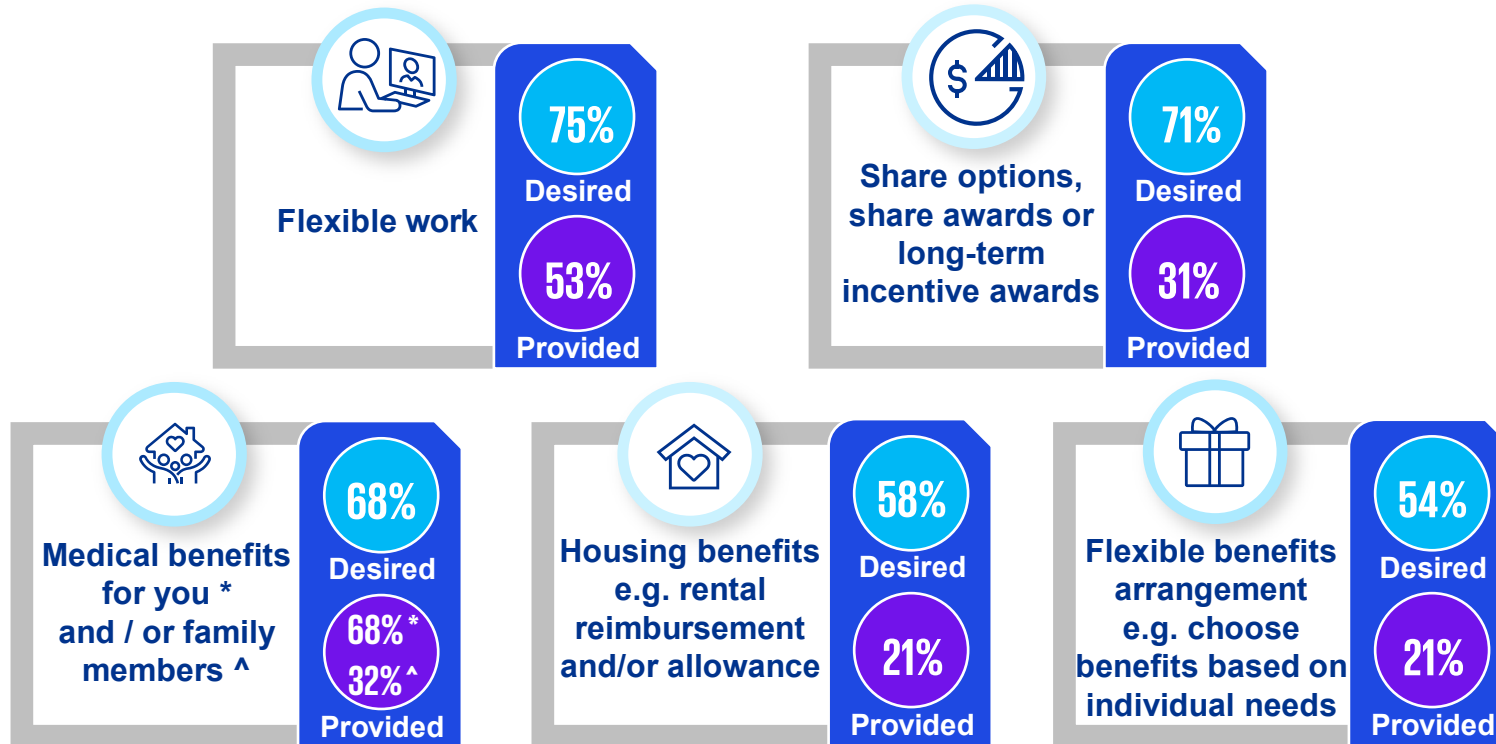 Flexible work
75%
Desired
53%
Provided
Share options,
share awards or
long-term
incentive awards
$
71%
Desired
31%
Provided
Medical benefits
for you *
and / or family
members ^
68%
Desired
68% *
32% ^
Provided
Housing benefits
e.g. rental
reimbursement
and/or allowance
58%
Desired
21%
Provided
Flexible benefits
arrangement
e.g. choose
benefits based on
individual needs
54%
Desired
21%
Provided